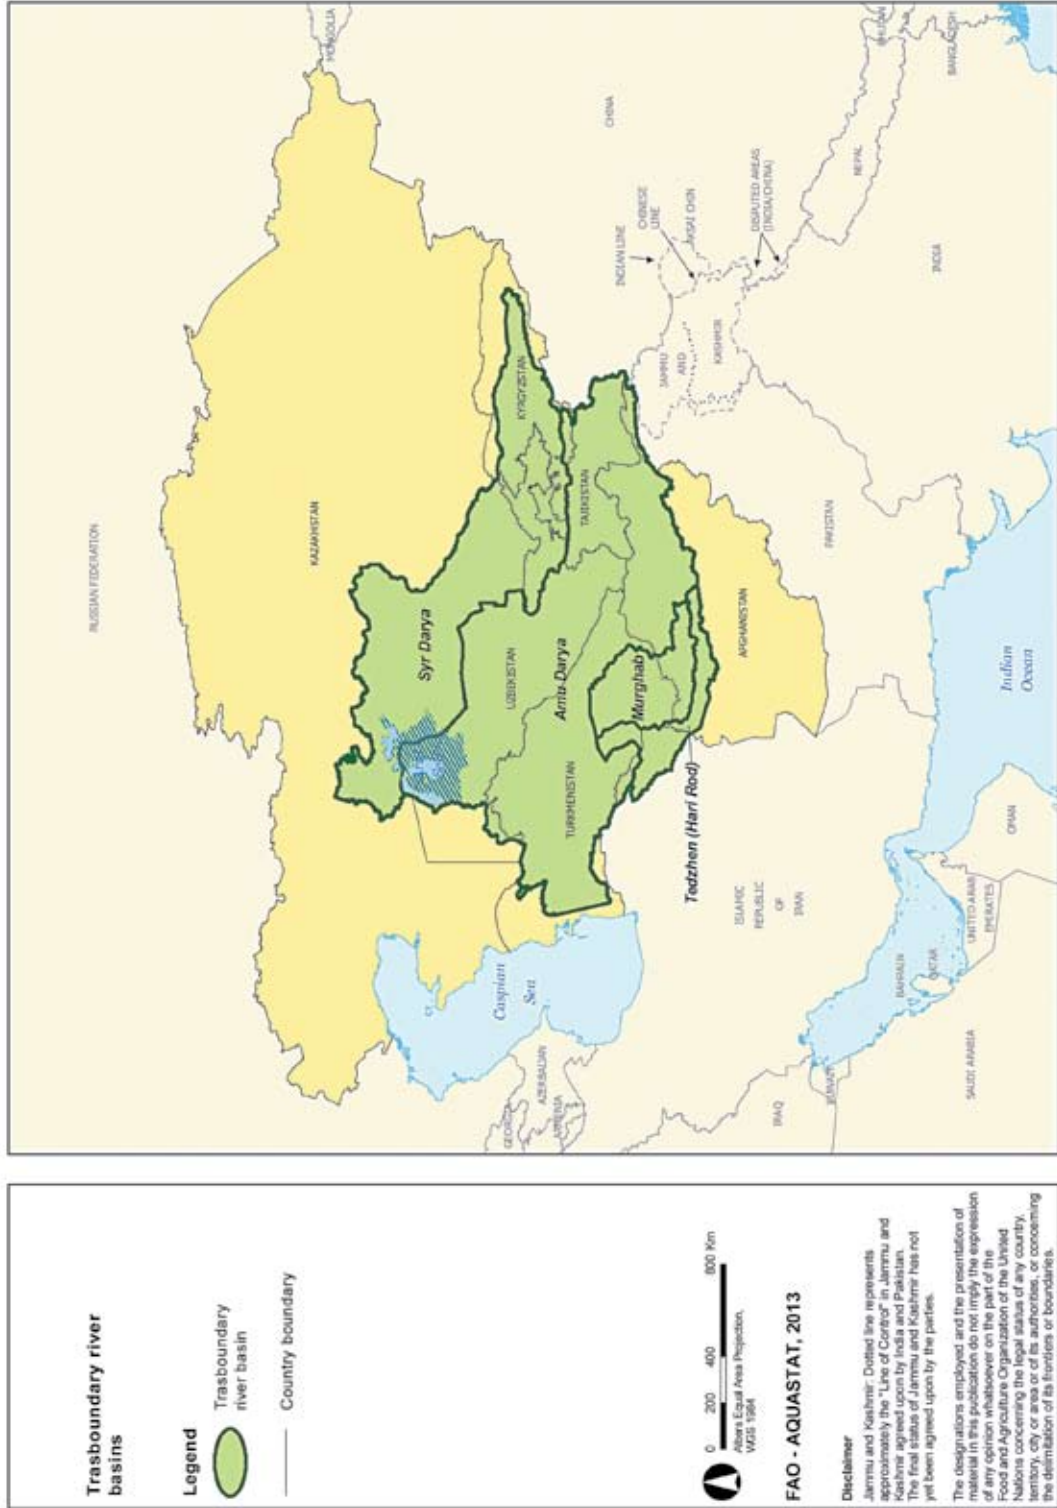 Trasboundary river
basins
Legend
Trasboundary
river basin
Country boundary
0 200 400 800 Km
Albers Equal Area Projection,
WGS 1984
FAO - AQUASTAT, 2013
Disclaimer
Jammu and Kashmir: Dotted line represents
approximately the "Line of Control" in Jammu and
Kashmir agreed upon by India and Pakistan.
The final status of Jammu and Kashmir has not
yet been agreed upon by the parties.
The designations employed and the presentation of
material in this publication do not imply the expression
of any opinion whatsoever on the part of the
Food and Agriculture Organization of the United
Nations concerning the legal status of any country,
territory, city or area or of its authorities, or concerning
the delimitation of its frontiers or boundaries.
RUSSIAN FEDERATION
MONGOLIA
KAZAKHSTAN
Syr Darya
KYRGYZSTAN
CHINA
UZBEKISTAN
Amu Darya
TAJIKISTAN
TURKMENISTAN
Murghab
Tedzhen (Hari Rod)
AFGHANISTAN
Caspian
Sea
GEORGIA
AZERBAIJAN
ARMENIA
ISLAMIC
REPUBLIC
OF
IRAN
IRAQ
KUWAIT
SAUDI ARABIA
BAHRAIN
QATAR
UNITED ARAB
EMIRATES
OMAN
Indian
Ocean
PAKISTAN
JAMMU
AND
KASHMIR
INDIAN LINE
CHINESE
LINE
AKSAI CHIN
DISPUTED AREAS
(INDIA/CHINA)
INDIA
NEPAL
BHUTAN
BANGLADESH